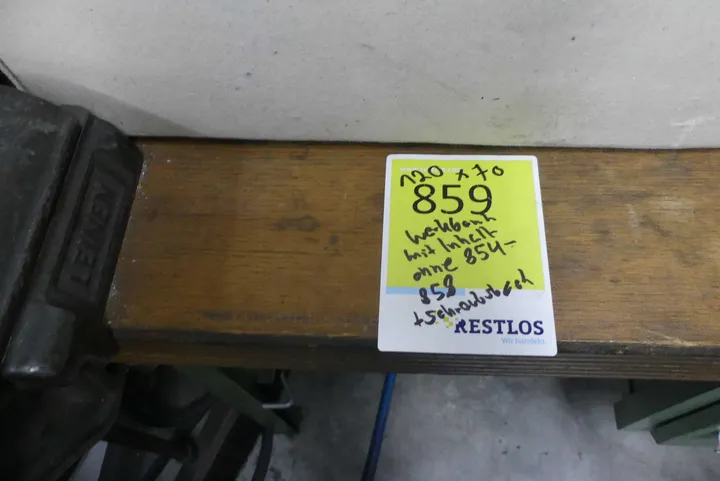 120 x 70
859
Werkbank
mit Inhalt
ohne 854-
858
+ Schraubstock
RESTLOS
Wir handeln.
LEINEN